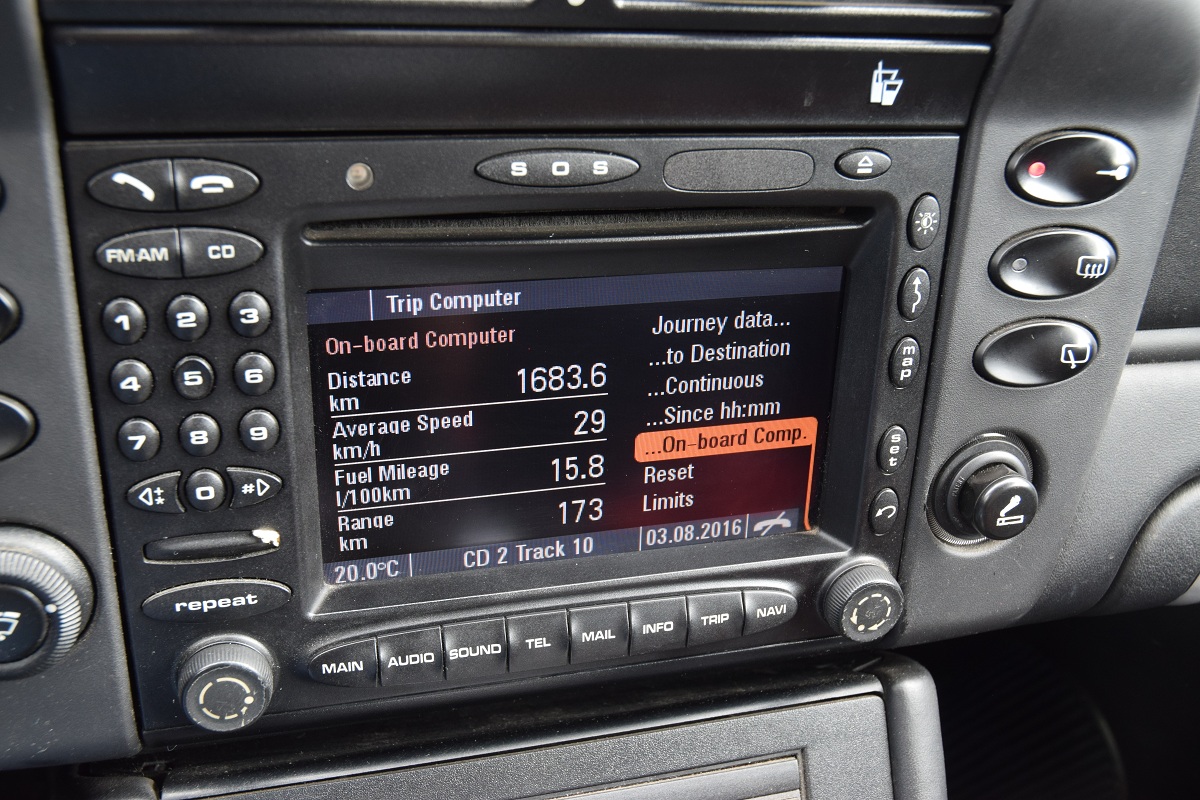 SOS
FM·AM CD
1 2 3
4 5 6
7 8 9
* 0 #
repeat
Trip Computer
On-board Computer
Distance 1683.6
km
Average Speed 29
km/h
Fuel Mileage 15.8
l/100km
Range 173
km
Journey data...
...to Destination
...Continuous
...Since hh:mm
...On-board Comp.
Reset
Limits
20.0°C CD 2 Track 10 03.08.2016
map
set
MAIN AUDIO SOUND TEL MAIL INFO TRIP NAVI